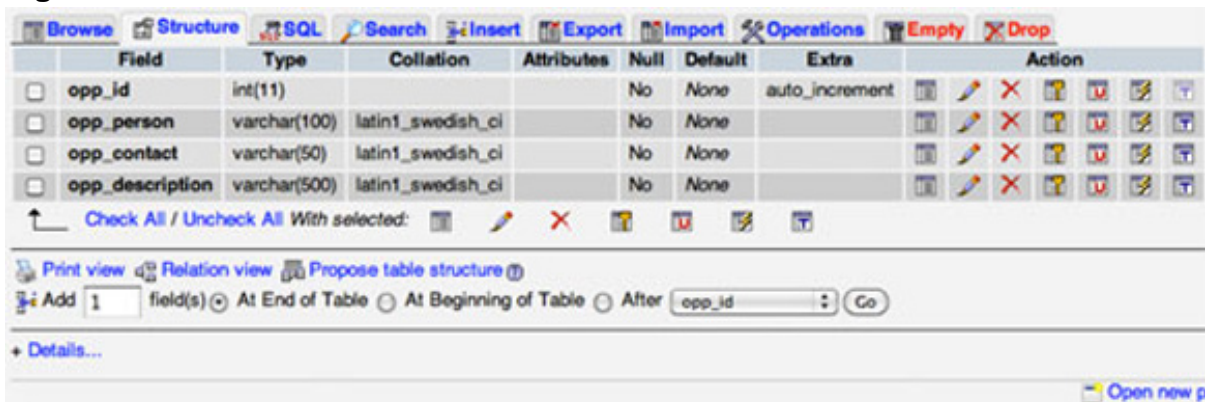 Browse Structure SQL Search Insert Export Import Operations Empty Drop
Field Type Collation Attributes Null Default Extra Action
opp_id int(11) No None auto_increment
opp_person varchar(100) latin1_swedish_ci No None
opp_contact varchar(50) latin1_swedish_ci No None
opp_description varchar(500) latin1_swedish_ci No None
Check All / Uncheck All With selected:
Print view Relation view Propose table structure
Add 1 field(s) At End of Table At Beginning of Table After opp_id Go
+ Details...
Open new p